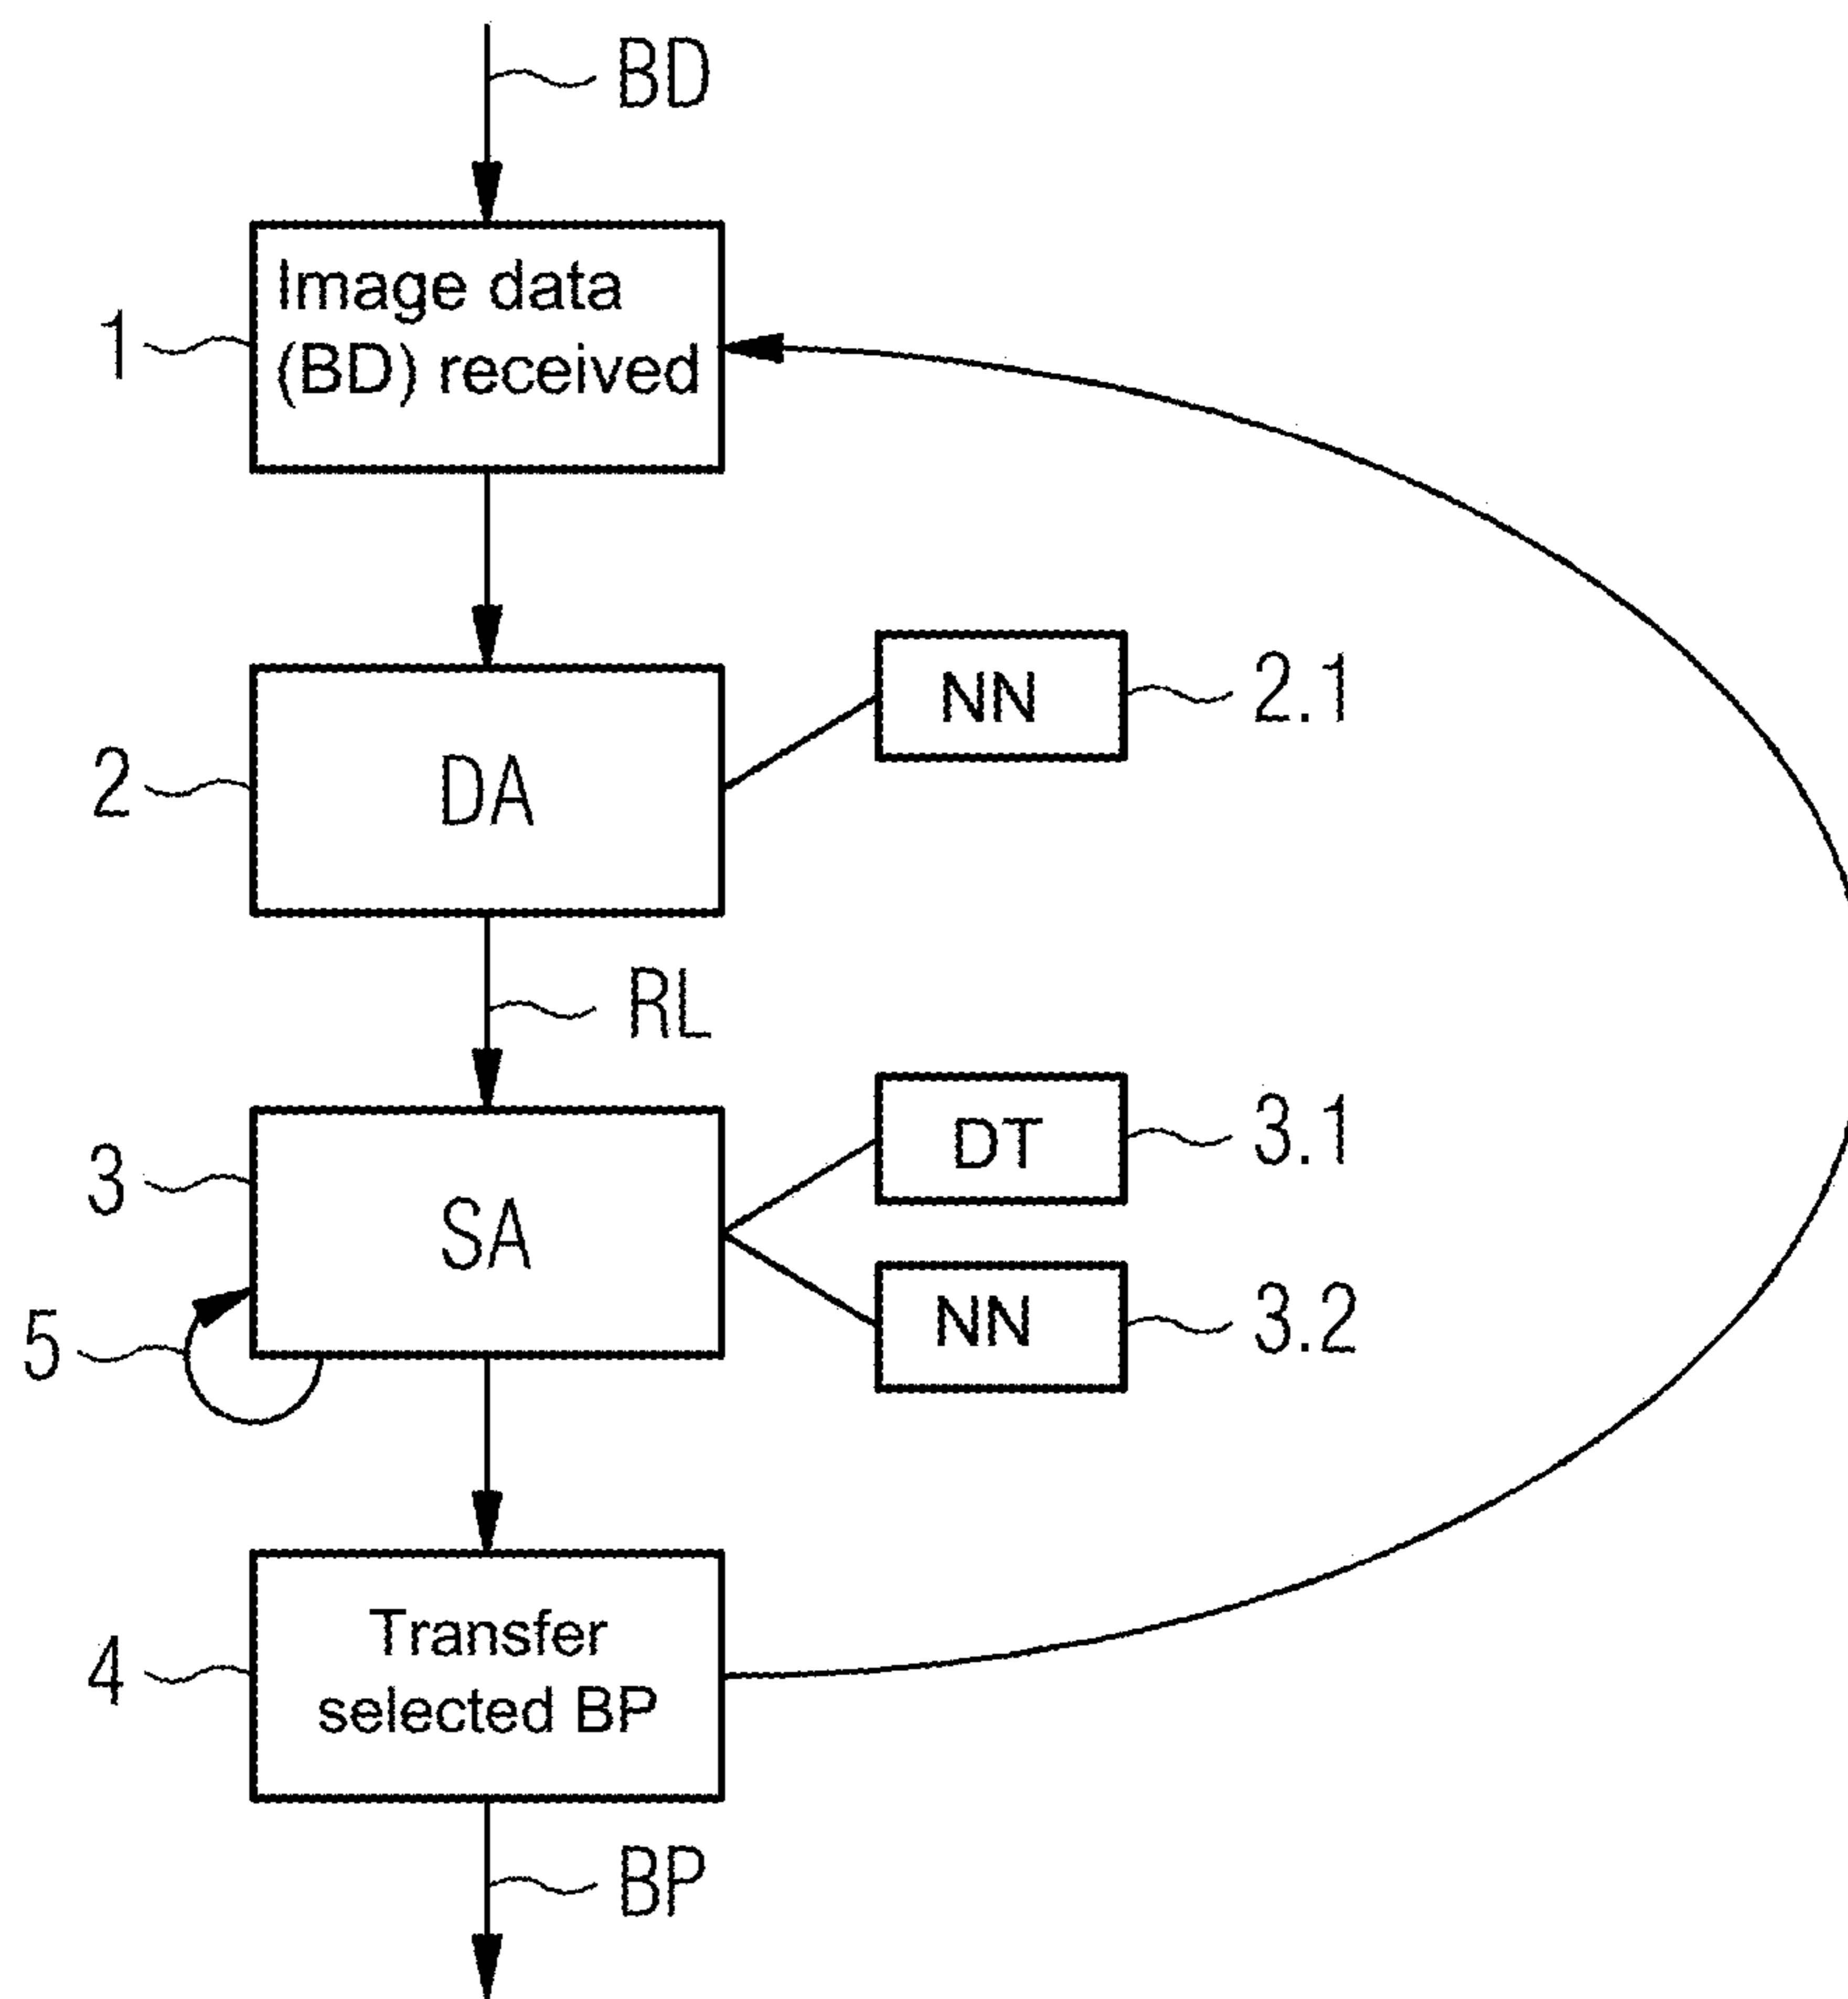 BD
Image data
(BD) received
1
NN
2.1
2
DA
RL
DT
3.1
3
SA
NN
3.2
5
Transfer
selected BP
4
BP